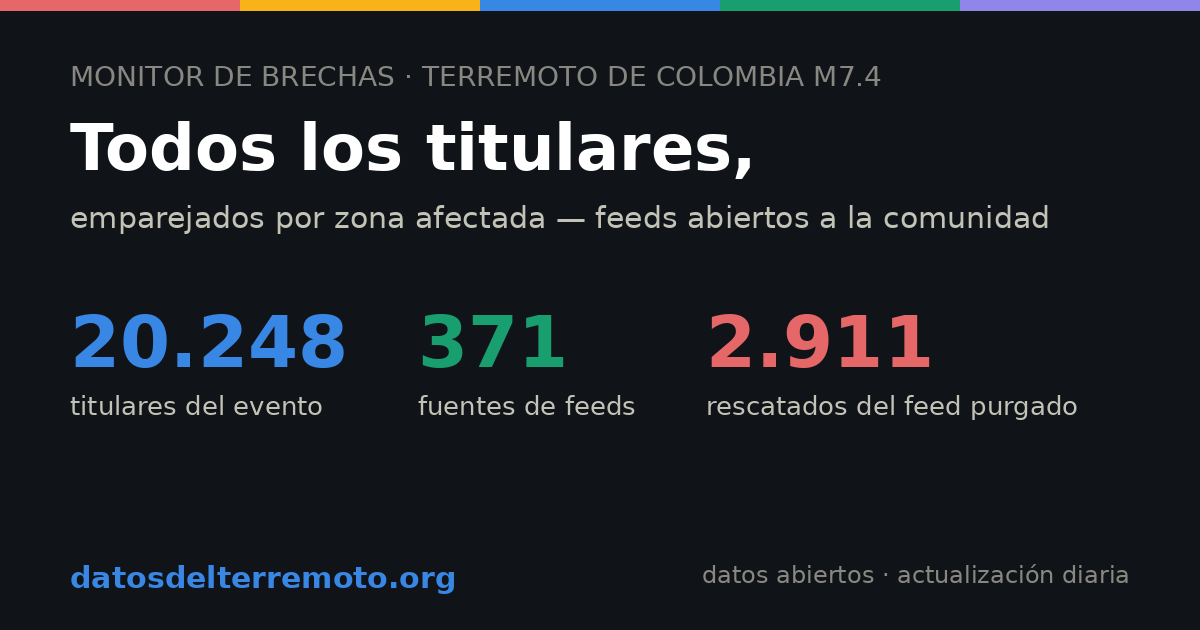 MONITOR DE BRECHAS · TERREMOTO DE COLOMBIA M7.4
Todos los titulares,
emparejados por zona afectada — feeds abiertos a la comunidad
20.248 371 2.911
titulares del evento fuentes de feeds rescatados del feed purgado
datosdelterremoto.org datos abiertos · actualización diaria